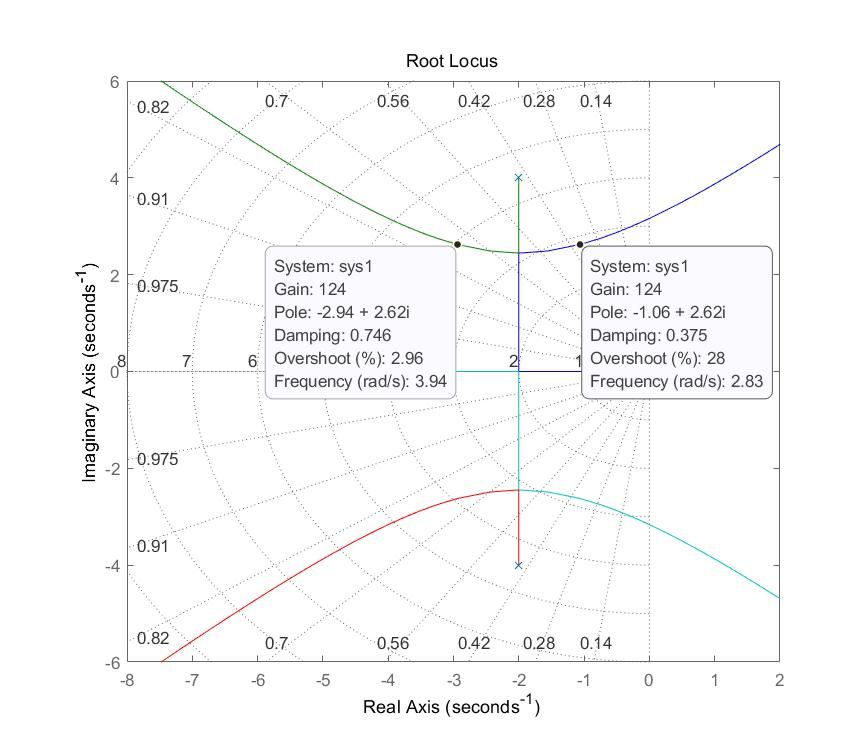 Root Locus
6
4
2
0
-2
-4
-6
Imaginary Axis (seconds-1)
0.82
0.7
0.56
0.42
0.28
0.14
0.91
0.975
8
7
6
2
1
0.975
0.91
0.82
0.7
0.56
0.42
0.28
0.14
System: sys1
Gain: 124
Pole: -2.94 + 2.62i
Damping: 0.746
Overshoot (%): 2.96
Frequency (rad/s): 3.94
System: sys1
Gain: 124
Pole: -1.06 + 2.62i
Damping: 0.375
Overshoot (%): 28
Frequency (rad/s): 2.83
-8
-7
-6
-5
-4
-3
-2
-1
0
1
2
Real Axis (seconds-1)